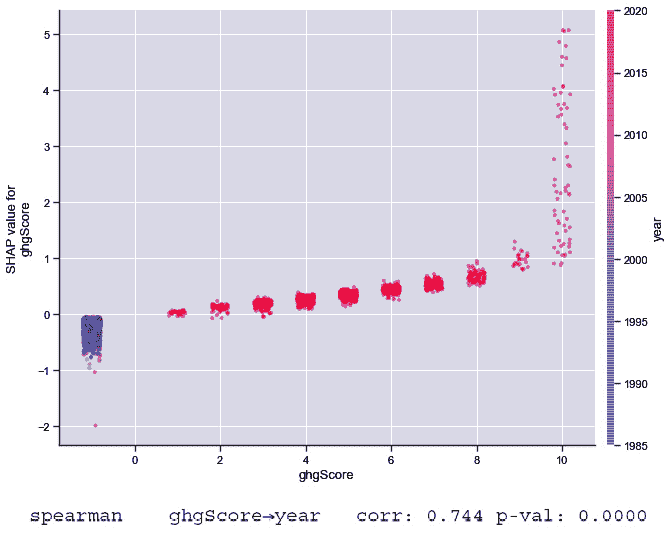 5
4
3
2
1
0
−1
−2
SHAP value for
ghgScore
0 2 4 6 8 10
ghgScore
2020
2015
2010
2005
2000
1995
1990
1985
year
spearman ghgScore→year corr: 0.744 p-val: 0.0000